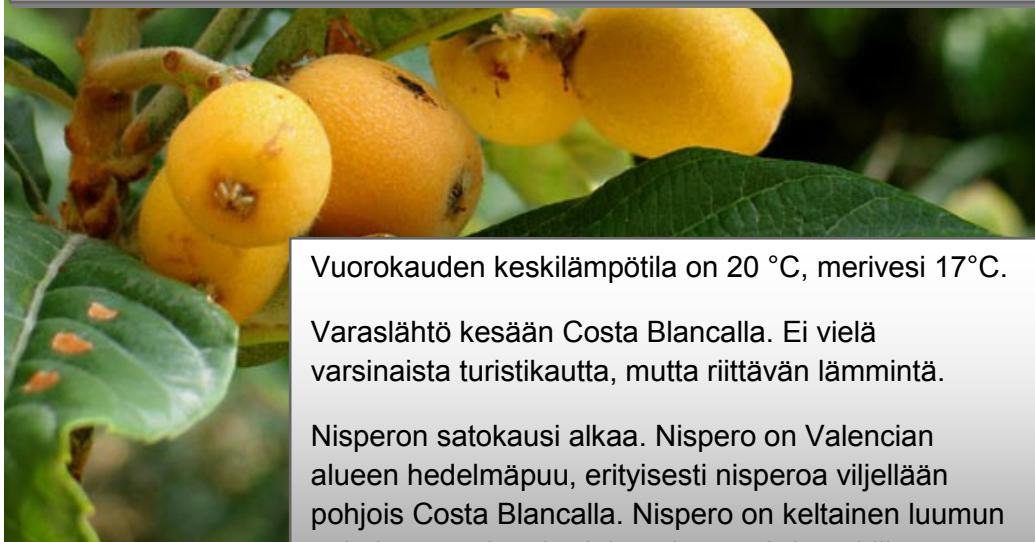 Vuorokauden keskilämpötila on 20 °C, merivesi 17°C.
Varaslähtö kesään Costa Blancalla. Ei vielä
varsinaista turistikautta, mutta riittävän lämmintä.
Nisperon satokausi alkaa. Nispero on Valencian
alueen hedelmäpuu, erityisesti nisperoa viljellään
pohjois Costa Blancalla. Nispero on keltainen luumun